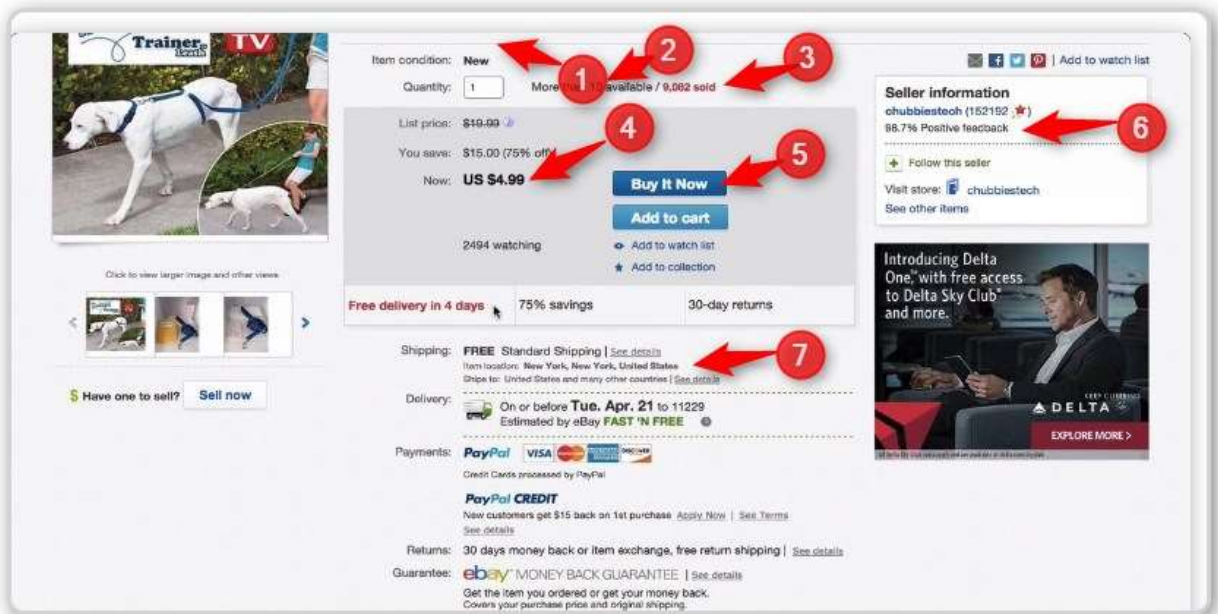 Trainer
Leash
TV
Item condition: New
Quantity: 1 More available / 9,082 sold
List price: $19.99
You save: $15.00 (75% off)
Now: US $4.99
Buy It Now
Add to cart
2494 watching
Add to watch list
Add to collection
Free delivery in 4 days
75% savings
30-day returns
Click to view larger image and other views
$ Have one to sell? Sell now
Shipping: FREE Standard Shipping | See details
Item location: New York, New York, United States
Ships to: United States and many other countries | See details
Delivery: On or before Tue. Apr. 21 to 11229
Estimated by eBay FAST 'N FREE
Payments: PayPal VISA MasterCard DISCOVER
Credit Cards processed by PayPal
PayPal CREDIT
New customers get $15 back on 1st purchase Apply Now | See Terms
See details
Returns: 30 days money back or item exchange, free return shipping | See details
Guarantee: ebay MONEY BACK GUARANTEE | See details
Get the item you ordered or get your money back.
Covers your purchase price and original shipping.
| Add to watch list
Seller information
chubbiestech (152192)
98.7% Positive feedback
+ Follow this seller
Visit store: chubbiestech
See other items
Introducing Delta
One,™ with free access
to Delta Sky Club®
and more.
KEEP CLIMBING
DELTA
EXPLORE MORE >
1
2
3
4
5
6
7